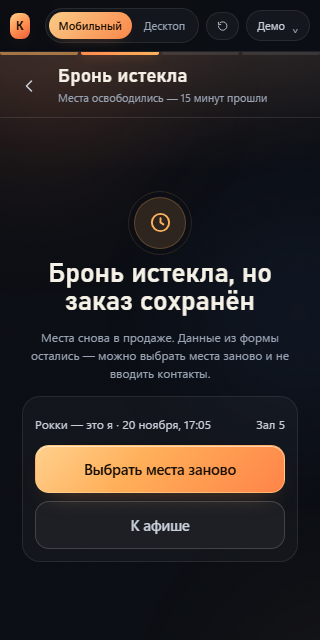 К
Мобильный
Десктоп
Демо
Бронь истекла
Места освободились — 15 минут прошли
Бронь истекла, но
заказ сохранён
Места снова в продаже. Данные из формы
остались — можно выбрать места заново и не
вводить контакты.
Рокки — это я · 20 ноября, 17:05
Зал 5
Выбрать места заново
К афише